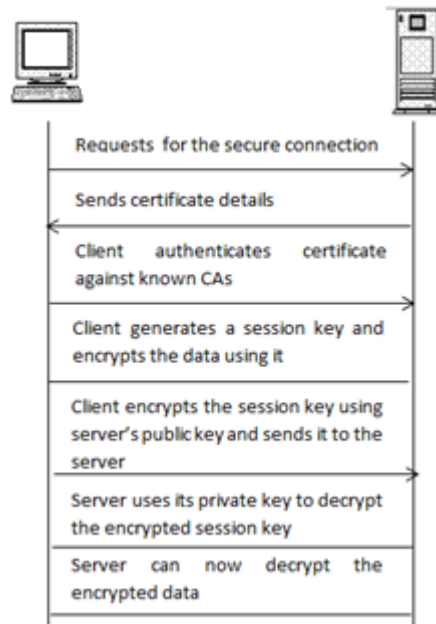 Requests for the secure connection
Sends certificate details
Client authenticates certificate
against known CAs
Client generates a session key and
encrypts the data using it
Client encrypts the session key using
server's public key and sends it to the
server
Server uses its private key to decrypt
the encrypted session key
Server can now decrypt the
encrypted data